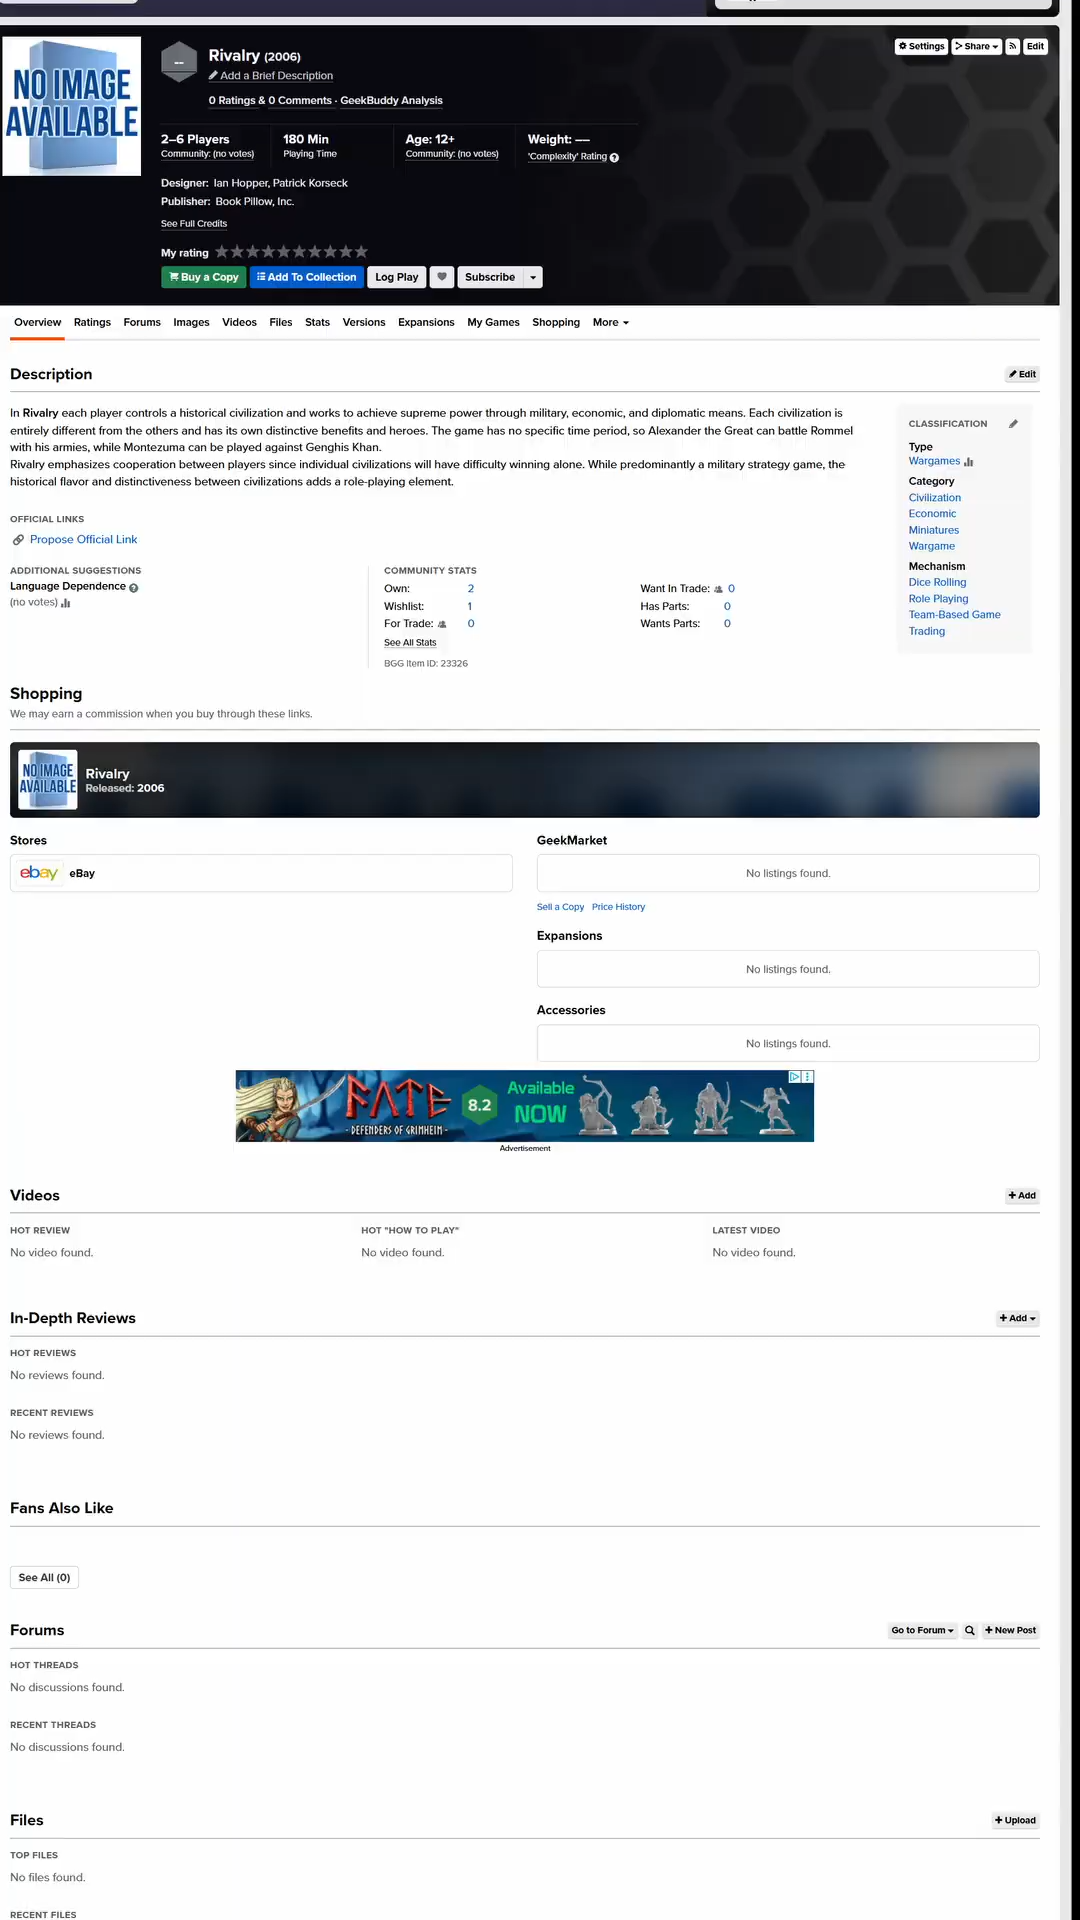 NO IMAGE
AVAILABLE
--
Rivalry (2006)
Add a Brief Description
0 Ratings & 0 Comments · GeekBuddy Analysis
Settings
Share
Edit
2–6 Players
Community: (no votes)
180 Min
Playing Time
Age: 12+
Community: (no votes)
Weight: —
'Complexity' Rating
Designer: Ian Hopper, Patrick Korseck
Publisher: Book Pillow, Inc.
See Full Credits
My rating
Buy a Copy
Add To Collection
Log Play
Subscribe
Overview Ratings Forums Images Videos Files Stats Versions Expansions My Games Shopping More
Description
Edit
In Rivalry each player controls a historical civilization and works to achieve supreme power through military, economic, and diplomatic means. Each civilization is
entirely different from the others and has its own distinctive benefits and heroes. The game has no specific time period, so Alexander the Great can battle Rommel
with his armies, while Montezuma can be played against Genghis Khan.
Rivalry emphasizes cooperation between players since individual civilizations will have difficulty winning alone. While predominantly a military strategy game, the
historical flavor and distinctiveness between civilizations adds a role-playing element.
CLASSIFICATION
Type
Wargames
Category
Civilization
Economic
Miniatures
Wargame
Mechanism
Dice Rolling
Role Playing
Team-Based Game
Trading
OFFICIAL LINKS
Propose Official Link
ADDITIONAL SUGGESTIONS
Language Dependence
(no votes)
COMMUNITY STATS
Own: 2
Wishlist: 1
For Trade: 0
See All Stats
BGG Item ID: 23326
Want In Trade: 0
Has Parts: 0
Wants Parts: 0
Shopping
We may earn a commission when you buy through these links.
NO IMAGE
AVAILABLE
Rivalry
Released: 2006
Stores
ebay eBay
GeekMarket
No listings found.
Sell a Copy Price History
Expansions
No listings found.
Accessories
No listings found.
FATE
- DEFENDERS OF GRIMHEIM -
8.2
Available
NOW
Advertisement
Videos
Add
HOT REVIEW
No video found.
HOT "HOW TO PLAY"
No video found.
LATEST VIDEO
No video found.
In-Depth Reviews
Add
HOT REVIEWS
No reviews found.
RECENT REVIEWS
No reviews found.
Fans Also Like
See All (0)
Forums
Go to Forum
New Post
HOT THREADS
No discussions found.
RECENT THREADS
No discussions found.
Files
Upload
TOP FILES
No files found.
RECENT FILES